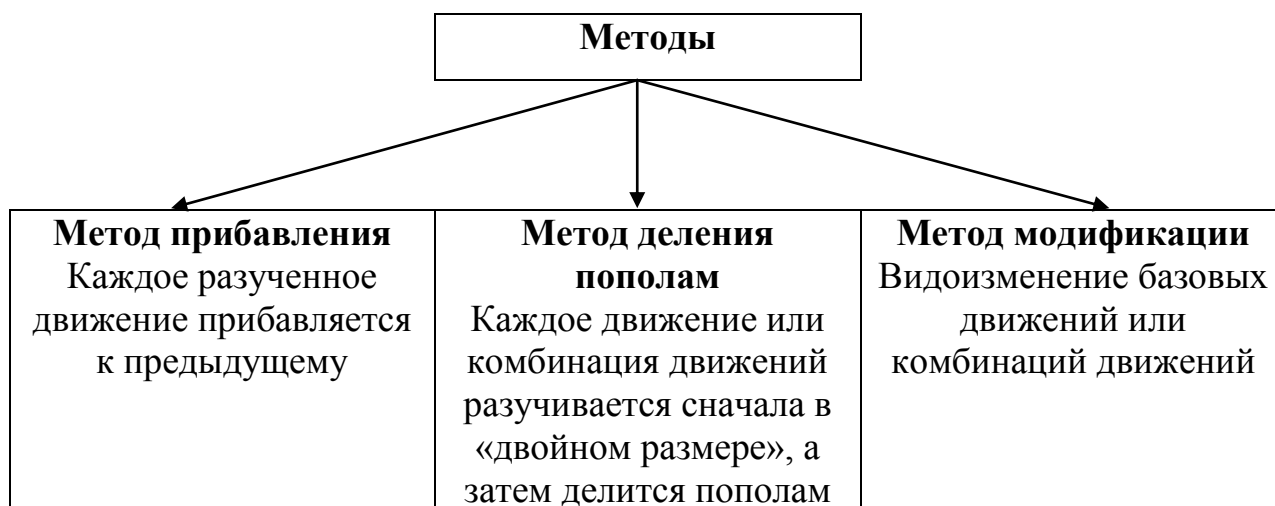 Методы
Метод прибавления
Каждое разученное
движение прибавляется
к предыдущему
Метод деления
пополам
Каждое движение или
комбинация движений
разучивается сначала в
«двойном размере», а
затем делится пополам
Метод модификации
Видоизменение базовых
движений или
комбинаций движений